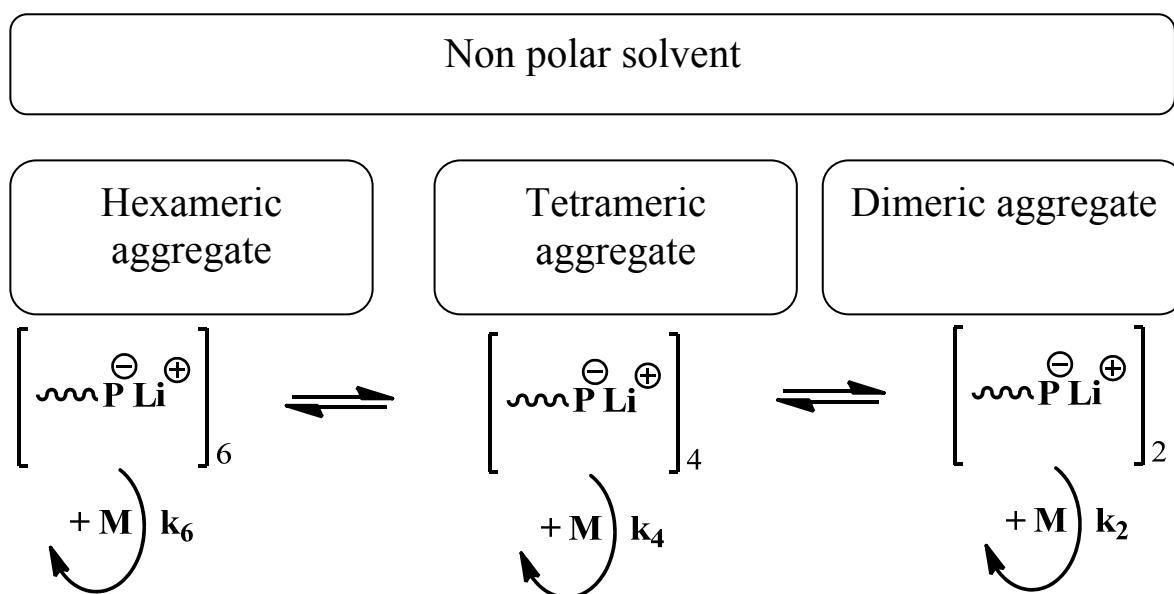 Non polar solvent
Hexameric
aggregate
Tetrameric
aggregate
Dimeric aggregate
P Li 6
P Li 4
P Li 2
+ M k6
+ M k4
+ M k2